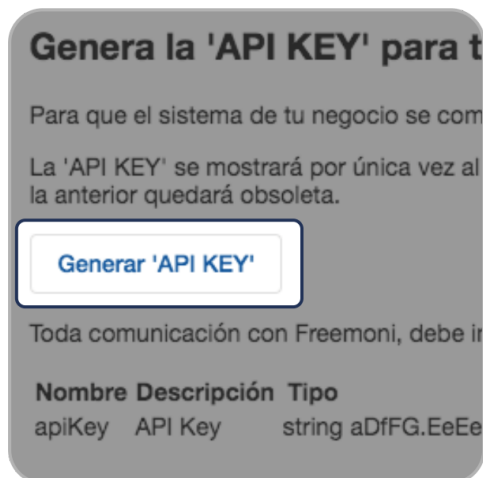 Genera la 'API KEY' para t
Para que el sistema de tu negocio se com
La 'API KEY' se mostrará por única vez al
la anterior quedará obsoleta.
Generar 'API KEY'
Toda comunicación con Freemoni, debe i
Nombre Descripción Tipo
apiKey API Key string aDfFG.EeEe